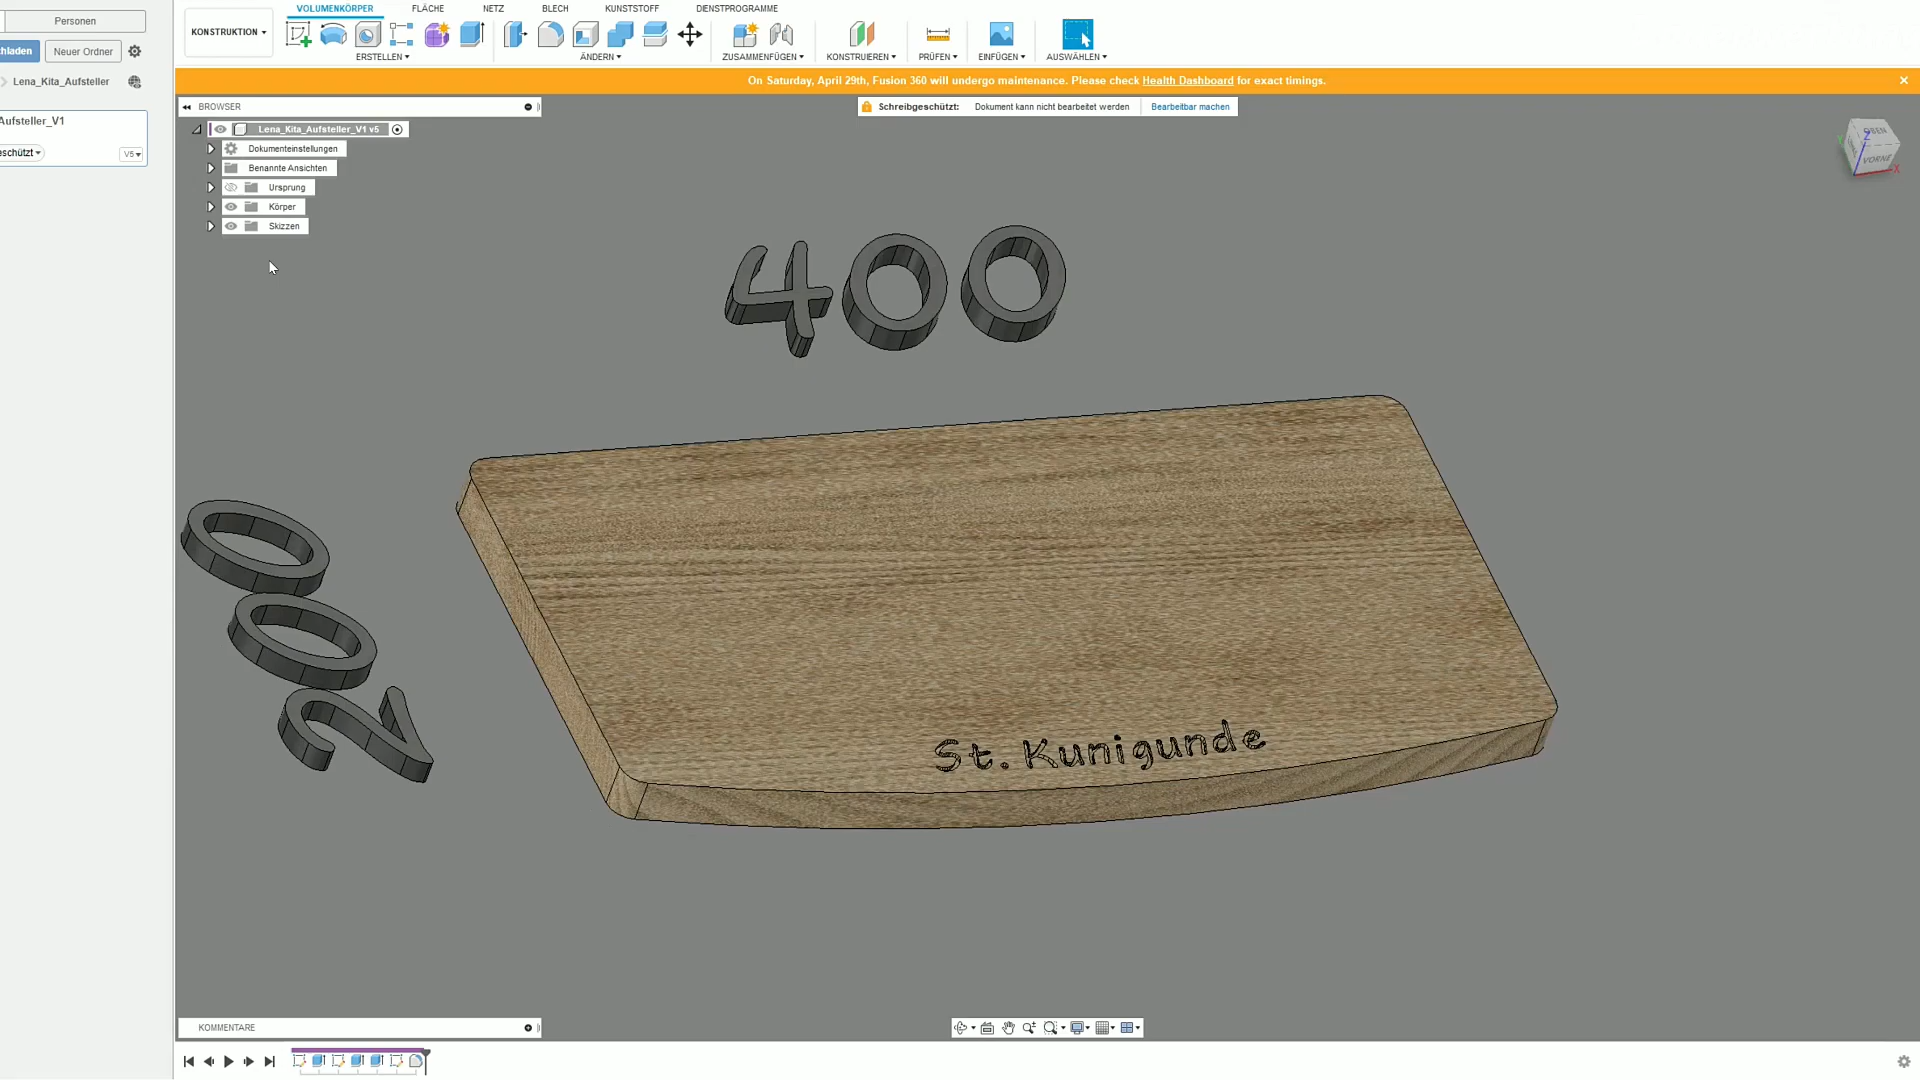 Personen
VOLUMENKÖRPER FLÄCHE NETZ BLECH KUNSTSTOFF DIENSTPROGRAMME
KONSTRUKTION
hladen Neuer Ordner
ERSTELLEN ÄNDERN ZUSAMMENFÜGEN KONSTRUIEREN PRÜFEN EINFÜGEN AUSWÄHLEN
Lena_Kita_Aufsteller
On Saturday, April 29th, Fusion 360 will undergo maintenance. Please check Health Dashboard for exact timings.
BROWSER
Schreibgeschützt: Dokument kann nicht bearbeitet werden Bearbeitbar machen
Aufsteller_V1
Lena_Kita_Aufsteller_V1 v5
eschützt V5
Dokumenteinstellungen
Benannte Ansichten
Ursprung
Körper
Skizzen
OBEN
VORNE
Z
X
400
200
St. Kunigunde
KOMMENTARE